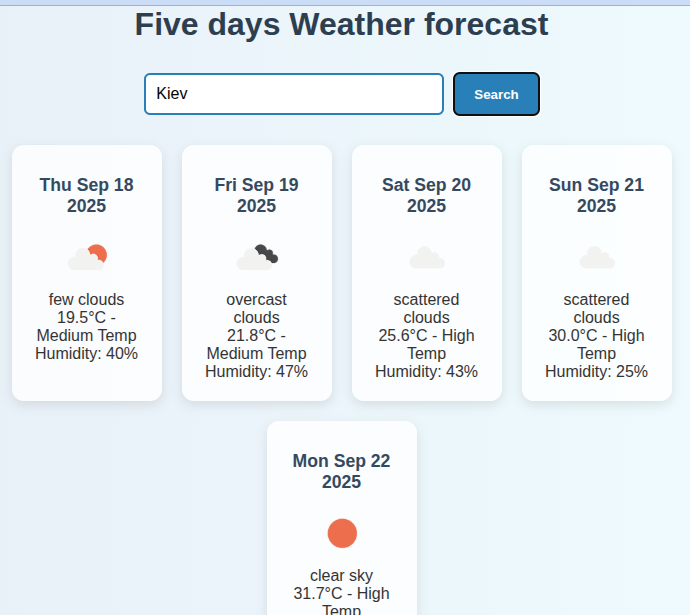 Five days Weather forecast
Kiev
Search
Thu Sep 18
2025
few clouds
19.5°C -
Medium Temp
Humidity: 40%
Fri Sep 19
2025
overcast
clouds
21.8°C -
Medium Temp
Humidity: 47%
Sat Sep 20
2025
scattered
clouds
25.6°C - High
Temp
Humidity: 43%
Sun Sep 21
2025
scattered
clouds
30.0°C - High
Temp
Humidity: 25%
Mon Sep 22
2025
clear sky
31.7°C - High
Temp